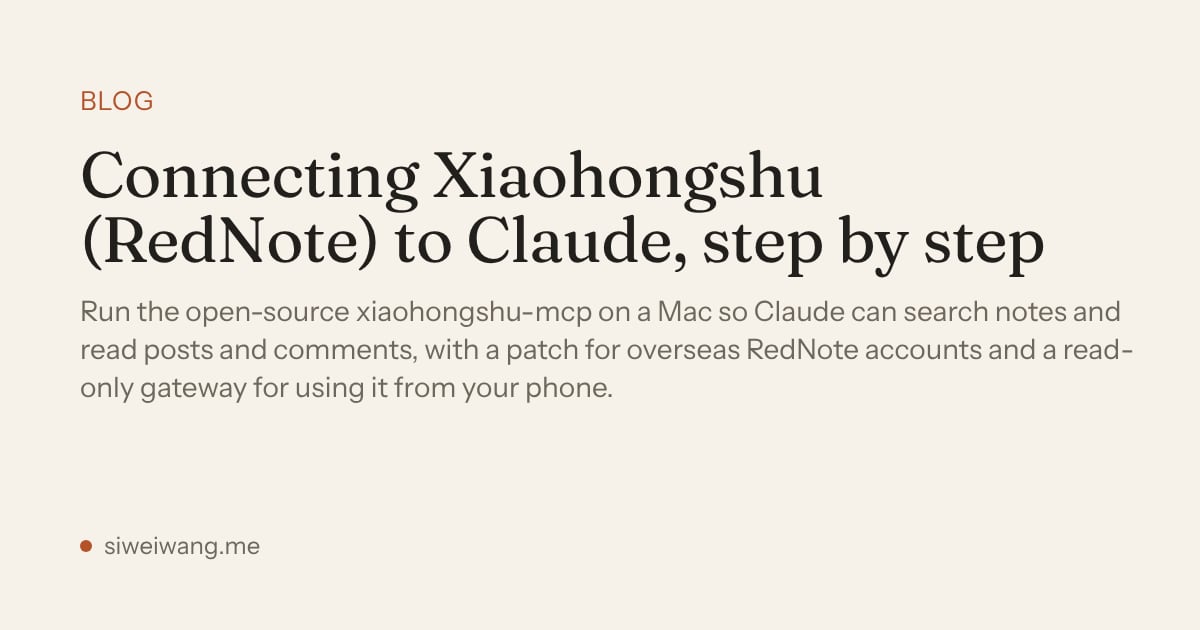 BLOG
Connecting Xiaohongshu
(RedNote) to Claude, step by step
Run the open-source xiaohongshu-mcp on a Mac so Claude can search notes and
read posts and comments, with a patch for overseas RedNote accounts and a read-
only gateway for using it from your phone.
siweiwang.me